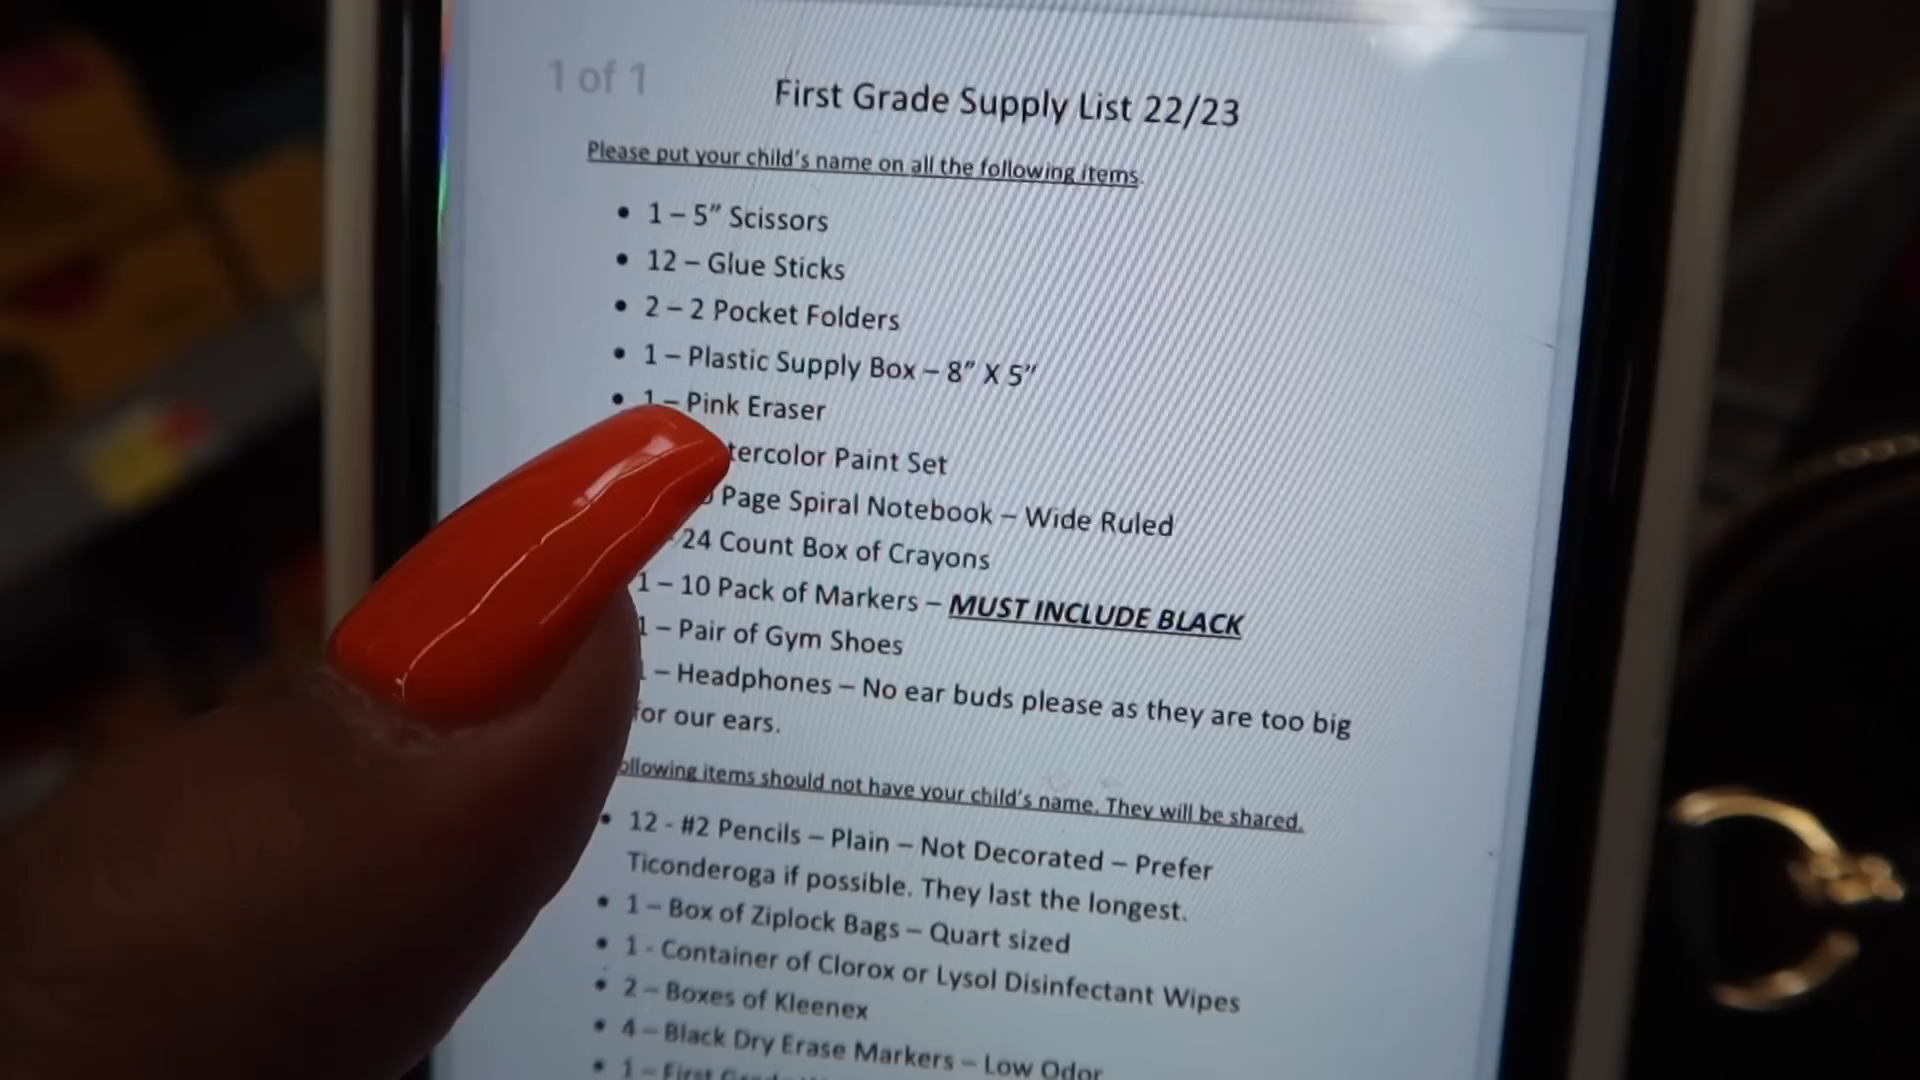 1 of 1
First Grade Supply List 22/23
Please put your child's name on all the following items.
• 1 – 5" Scissors
• 12 – Glue Sticks
• 2 – 2 Pocket Folders
• 1 – Plastic Supply Box – 8" X 5"
• 1 – Pink Eraser
Paint Set
Page Spiral Notebook – Wide Ruled
24 Count Box of Crayons
1 – 10 Pack of Markers – MUST INCLUDE BLACK
1 – Pair of Gym Shoes
1 – Headphones – No ear buds please as they are too big
for our ears.
items should not have your child's name. They will be shared.
• 12 - #2 Pencils – Plain – Not Decorated – Prefer
Ticonderoga if possible. They last the longest.
• 1 – Box of Ziplock Bags – Quart sized
• 1 - Container of Clorox or Lysol Disinfectant Wipes
• 2 – Boxes of Kleenex
• 4 – Black Dry Erase Markers – Low Odor
• 1 – First